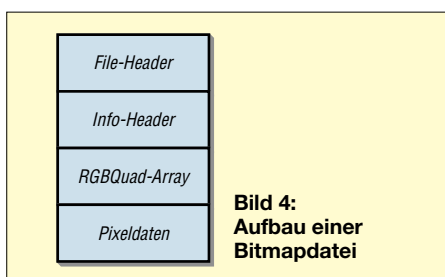 File-Header
Info-Header
RGBQuad-Array
Pixeldaten
Bild 4:
Aufbau einer
Bitmapdatei